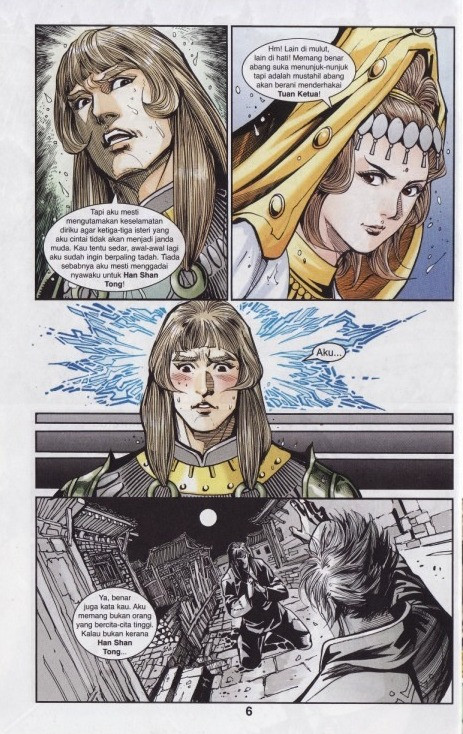 Tapi aku mesti
mengutamakan keselamatan
diriku agar ketiga-tiga isteri yang
aku cintai tidak akan menjadi janda
muda. Kau tentu sedar, awal-awal lagi
aku sudah ingin berpaling tadah. Tiada
sebabnya aku mesti menggadai
nyawaku untuk Han Shan
Tong!
Hm! Lain di mulut,
lain di hati! Memang benar
abang suka menunjuk-nunjuk
tapi adalah mustahil abang
akan berani menderhakai
Tuan Ketua!
Aku...
Ya, benar
juga kata kau. Aku
memang bukan orang
yang bercita-cita tinggi.
Kalau bukan kerana
Han Shan
Tong...
6